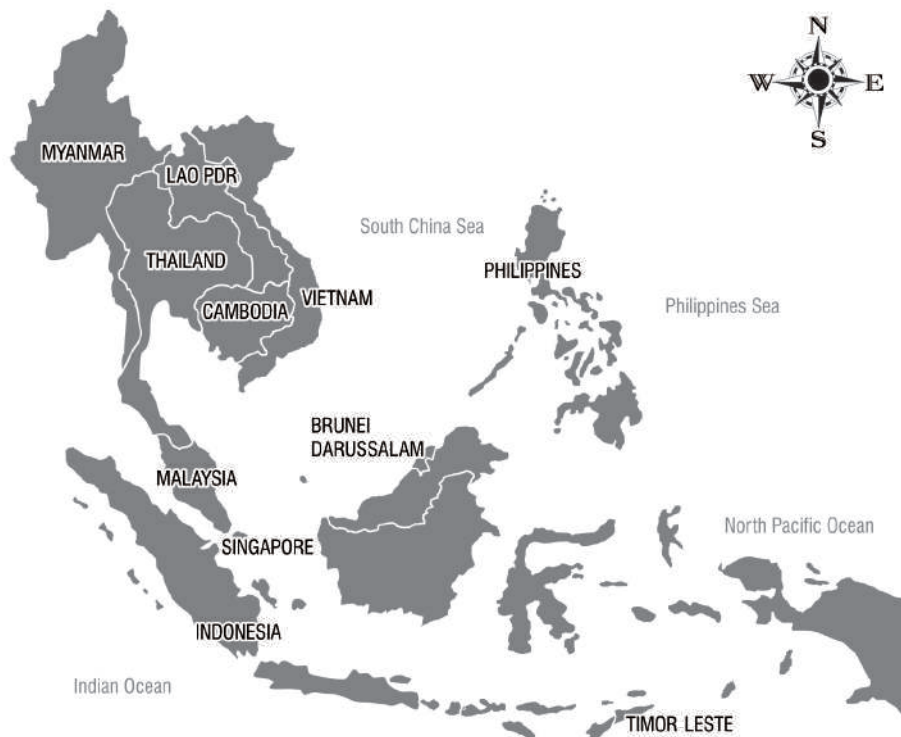 N
W E
S
MYANMAR
LAO PDR
South China Sea
THAILAND
PHILIPPINES
VIETNAM
CAMBODIA
Philippines Sea
BRUNEI
DARUSSALAM
MALAYSIA
North Pacific Ocean
SINGAPORE
INDONESIA
Indian Ocean
TIMOR LESTE